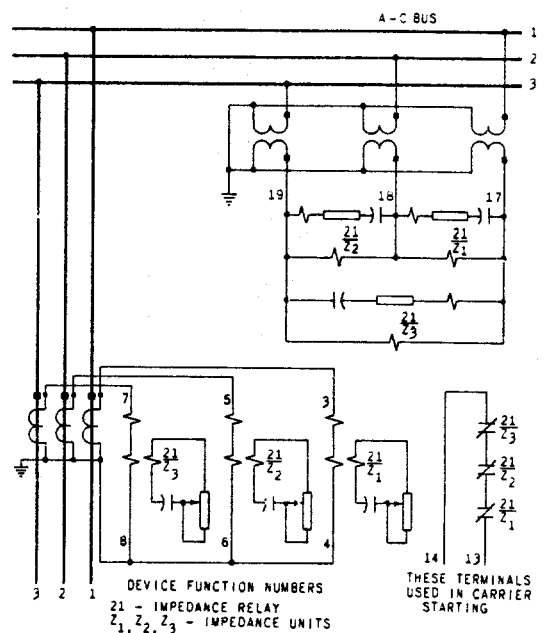 A-C BUS
1
2
3
19
18
17
21
Z2
21
Z1
21
Z3
7
5
3
21
Z3
21
Z2
21
Z1
21
Z3
21
Z2
21
Z1
8
6
4
14
13
3 2 1
DEVICE FUNCTION NUMBERS
21 - IMPEDANCE RELAY
Z1, Z2, Z3 - IMPEDANCE UNITS
THESE TERMINALS
USED IN CARRIER
STARTING